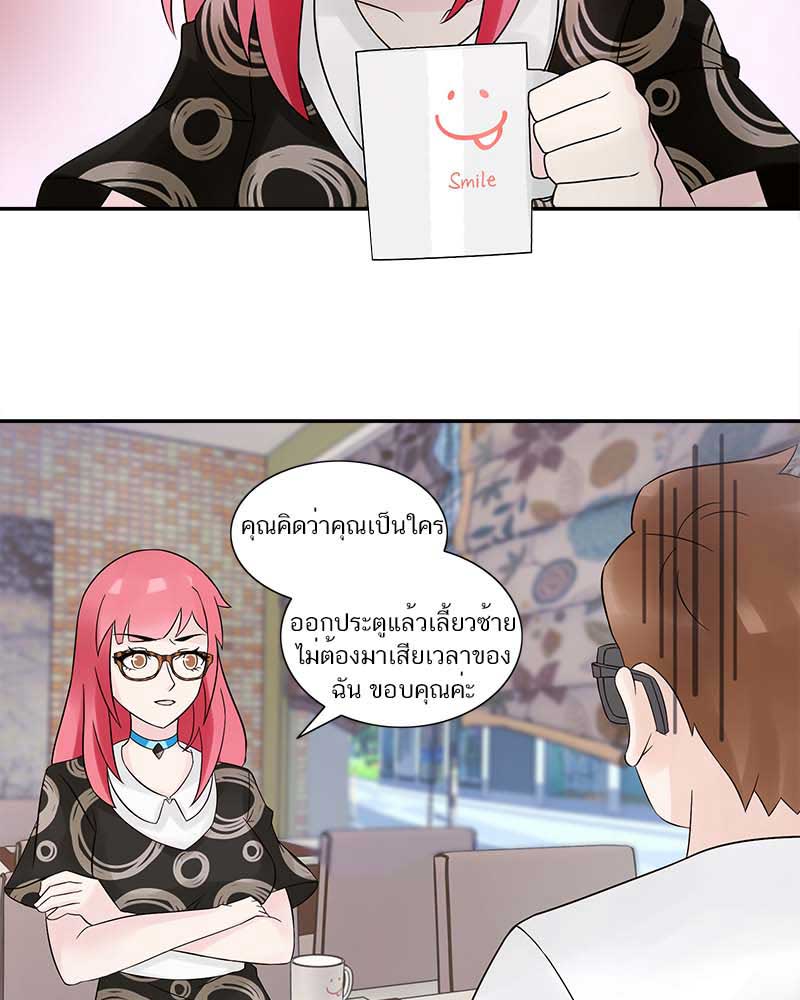 Smile
คุณคิดว่าคุณเป็นใคร
ออกประตูแล้วเลี้ยวซ้าย
ไม่ต้องมาเสียเวลาของ
ฉัน ขอบคุณค่ะ